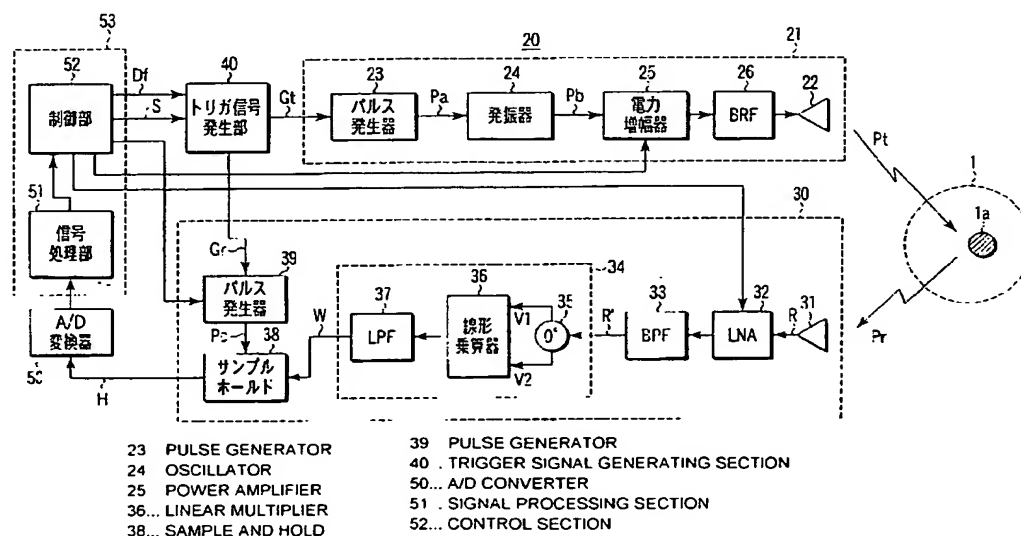 53
52
制御部
Df
S
40
トリガ信号
発生部
Gt
20
21
23
パルス
発生器
Pa
24
発振器
Pb
25
電力
増幅器
26
BRF
22
Pt
1
1a
Pr
51
信号
処理部
A/D
変換器
50
H
30
Gr
39
パルス
発生器
Pc
38
サンプル
ホールド
W
34
37
LPF
36
線形
乗算器
V1
V2
35
0°
R'
33
BPF
32
LNA
R
31
23 PULSE GENERATOR
24 OSCILLATOR
25 POWER AMPLIFIER
36... LINEAR MULTIPLIER
38... SAMPLE AND HOLD
39 PULSE GENERATOR
40 . TRIGGER SIGNAL GENERATING SECTION
50... A/D CONVERTER
51 . SIGNAL PROCESSING SECTION
52... CONTROL SECTION